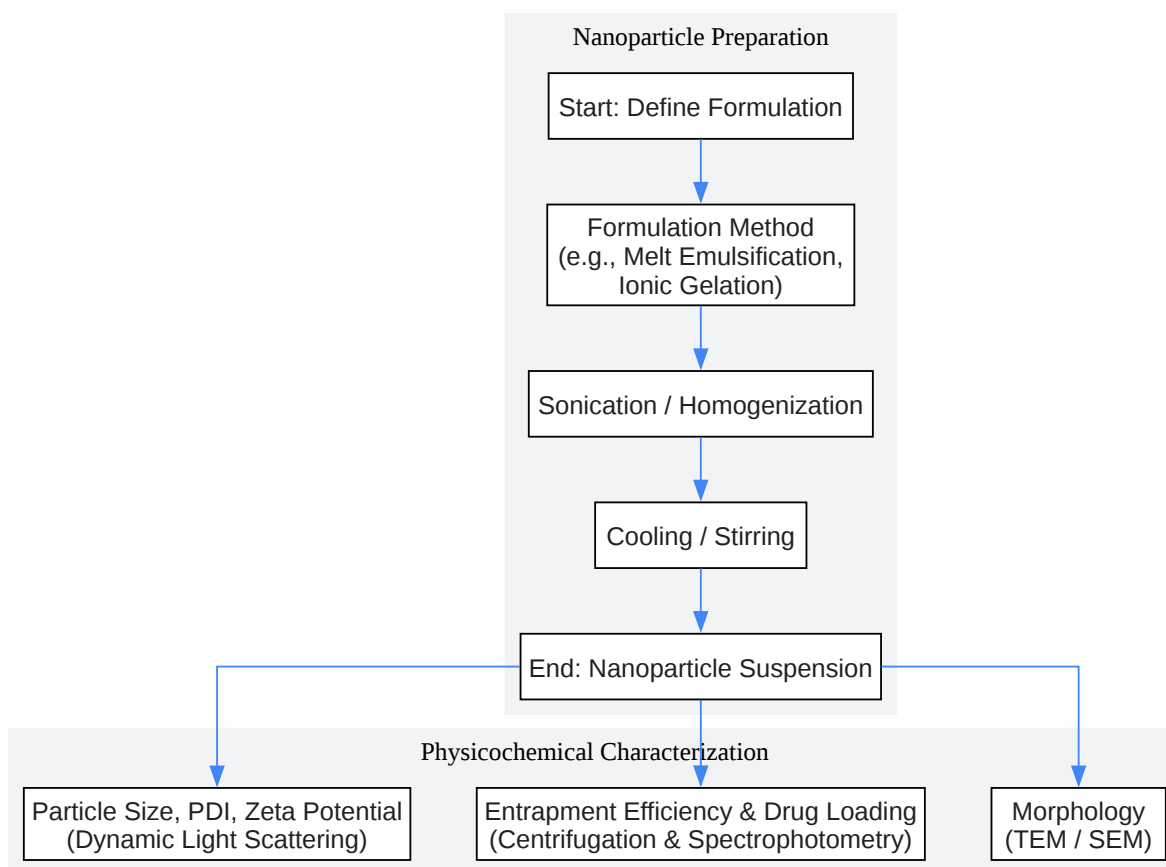 Nanoparticle Preparation
Start: Define Formulation
Formulation Method
(e.g., Melt Emulsification,
Ionic Gelation)
Sonication / Homogenization
Cooling / Stirring
End: Nanoparticle Suspension
Physicochemical Characterization
Particle Size, PDI, Zeta Potential
(Dynamic Light Scattering)
Entrapment Efficiency & Drug Loading
(Centrifugation & Spectrophotometry)
Morphology
(TEM / SEM)